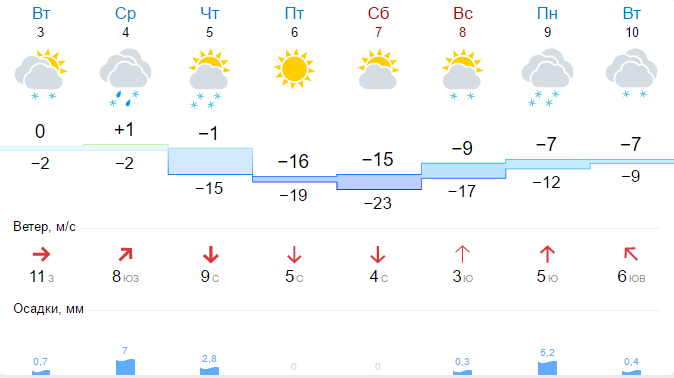 Вт Ср Чт Пт Сб Вс Пн Вт
3 4 5 6 7 8 9 10
0 +1 −1 −16 −15 −9 −7 −7
−2 −2 −15 −19 −23 −17 −12 −9
Ветер, м/с
11 З 8 ЮЗ 9 С 5 С 4 С 3 Ю 5 Ю 6 ЮВ
Осадки, мм
0,7 7 2,8 0 0 0,3 5,2 0,4